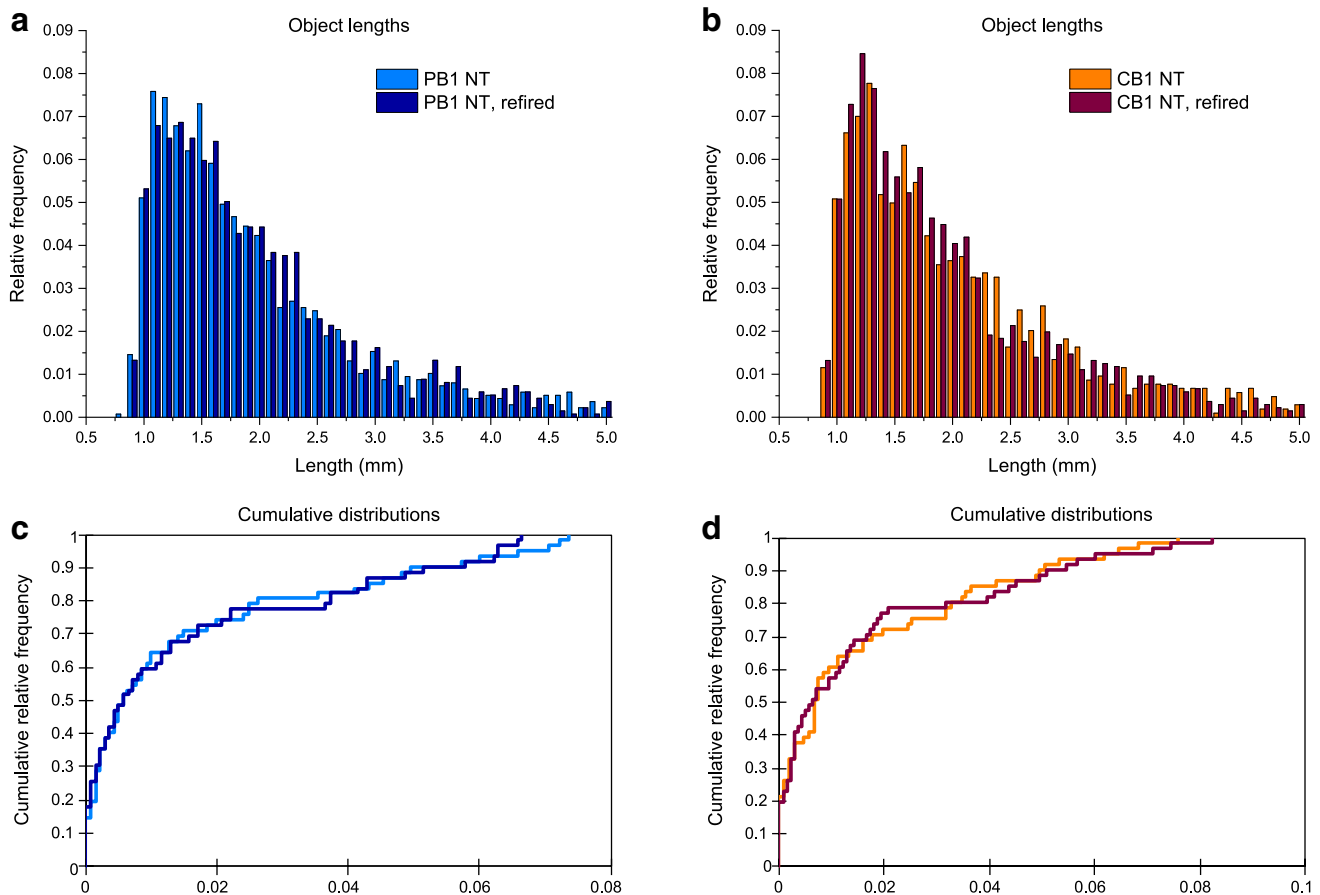 a
Object lengths
0.09
0.08
0.07
0.06
0.05
0.04
0.03
0.02
0.01
0.00
Relative frequency
PB1 NT
PB1 NT, refired
0.5 1.0 1.5 2.0 2.5 3.0 3.5 4.0 4.5 5.0
Length (mm)
b
Object lengths
0.09
0.08
0.07
0.06
0.05
0.04
0.03
0.02
0.01
0.00
Relative frequency
CB1 NT
CB1 NT, refired
0.5 1.0 1.5 2.0 2.5 3.0 3.5 4.0 4.5 5.0
Length (mm)
c
Cumulative distributions
1
0.9
0.8
0.7
0.6
0.5
0.4
0.3
0.2
0.1
0
Cumulative relative frequency
0 0.02 0.04 0.06 0.08
d
Cumulative distributions
1
0.9
0.8
0.7
0.6
0.5
0.4
0.3
0.2
0.1
0
Cumulative relative frequency
0 0.02 0.04 0.06 0.08 0.1